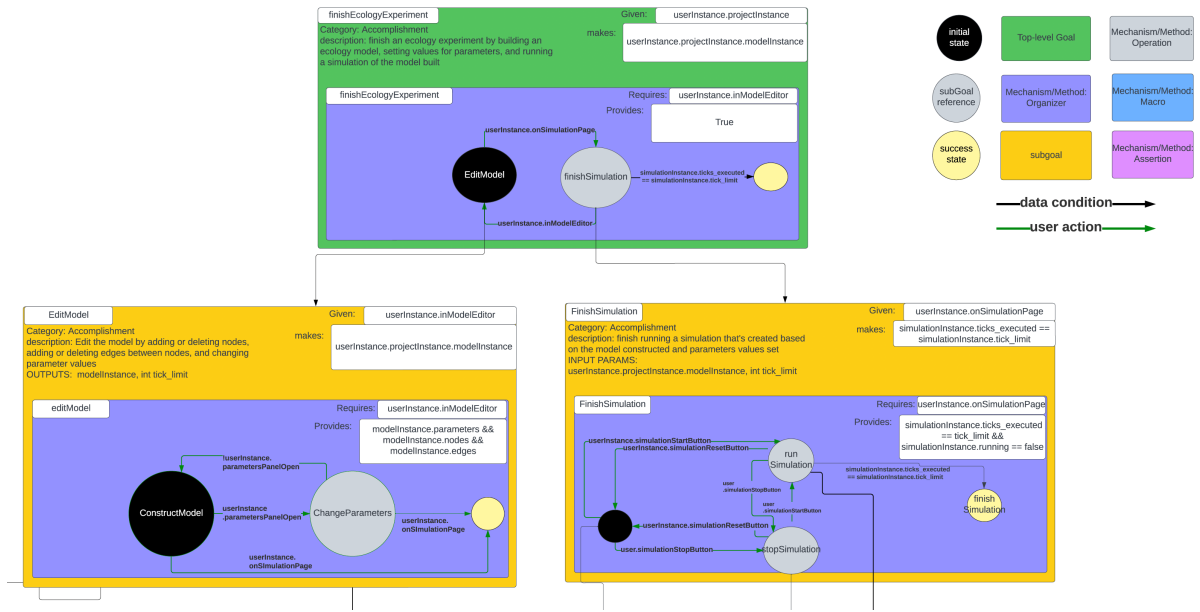 finishEcologyExperiment
Given:
userInstance.projectInstance
Category: Accomplishment
description: finish an ecology experiment by building an
ecology model, setting values for parameters, and running
a simulation of the model built
makes:
userInstance.projectInstance.modelInstance
finishEcologyExperiment
Requires:
userInstance.inModelEditor
Provides:
True
userInstance.onSimulationPage
EditModel
finishSimulation
simulationInstance.ticks_executed
== simulationInstance.tick_limit
userInstance.inModelEditor
initial
state
Top-level Goal
Mechanism/Method:
Operation
subGoal
reference
Mechanism/Method:
Organizer
Mechanism/Method:
Macro
success
state
subgoal
Mechanism/Method:
Assertion
data condition
user action
EditModel
Given:
userInstance.inModelEditor
Category: Accomplishment
description: Edit the model by adding or deleting nodes,
adding or deleting edges between nodes, and changing
parameter values
OUTPUTS:  modelInstance, int tick_limit
makes:
userInstance.projectInstance.modelInstance
editModel
Requires:
userInstance.inModelEditor
Provides:
modelInstance.parameters &&
modelInstance.nodes &&
modelInstance.edges
!userInstance.
parametersPanelOpen
ConstructModel
userInstance
.parametersPanelOpen
ChangeParameters
userInstance.
onSImulationPage
userInstance.
onSImulationPage
FinishSimulation
Given:
userInstance.onSimulationPage
Category: Accomplishment
description: finish running a simulation that's created based
on the model constructed and parameters values set
INPUT PARAMS:
userInstance.projectInstance.modelInstance, int tick_limit
makes:
simulationInstance.ticks_executed ==
simulationInstance.tick_limit
FinishSimulation
Requires:
userInstance.onSimulationPage
Provides:
simulationInstance.ticks_executed
== tick_limit &&
simulationInstance.running == false
userInstance.simulationStartButton
userInstance.simulationResetButton
run
Simulation
simulationInstance.ticks_executed
== simulationInstance.tick_limit
user
.simulationStopButton
user
.simulationStartButton
finish
Simulation
userInstance.simulationResetButton
user.simulationStopButton
stopSimulation